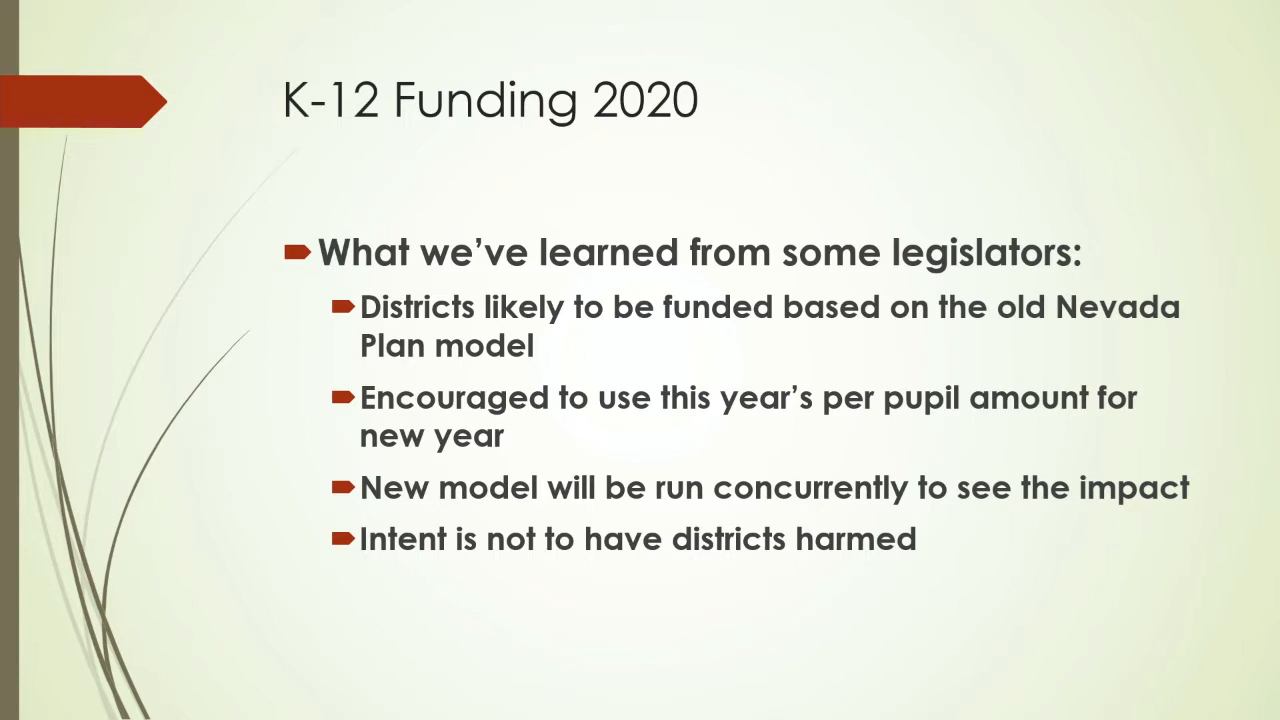 K-12 Funding 2020
What we’ve learned from some legislators:
Districts likely to be funded based on the old Nevada
Plan model
Encouraged to use this year’s per pupil amount for
new year
New model will be run concurrently to see the impact
Intent is not to have districts harmed